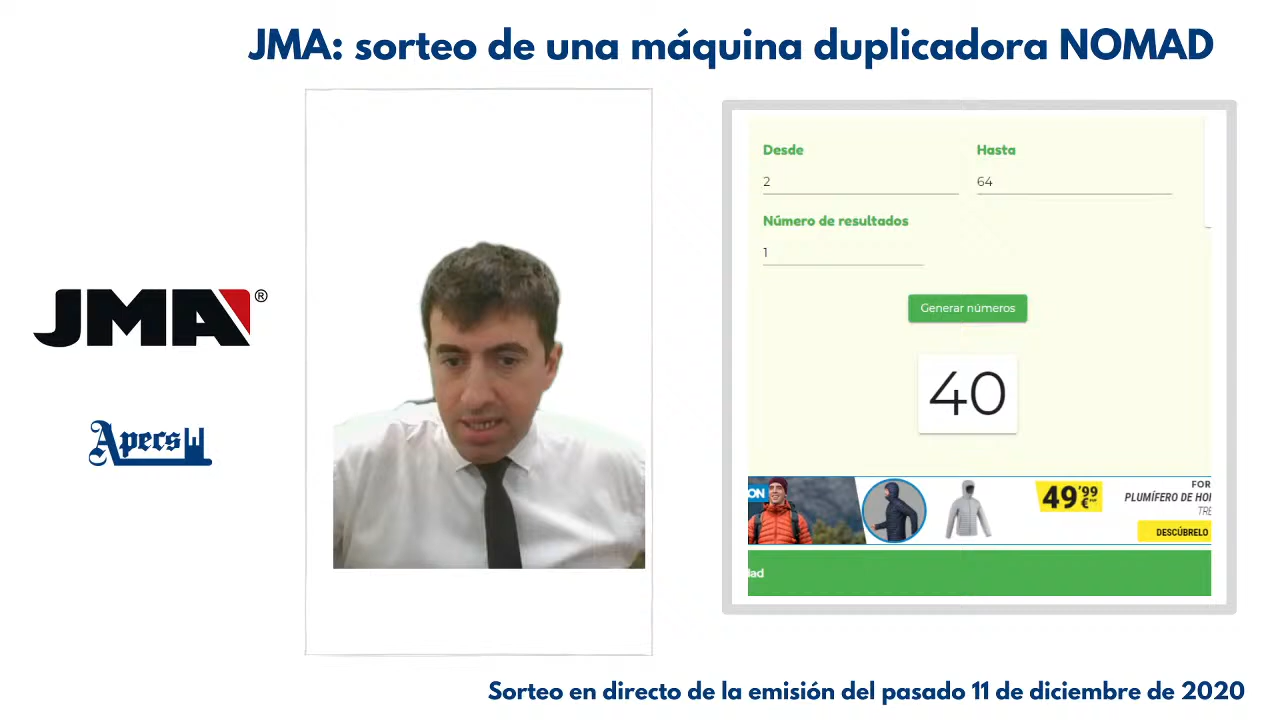 JMA: sorteo de una máquina duplicadora NOMAD
Desde
Hasta
2
64
Número de resultados
1
Generar números
40
JMA®
Apecs
ON
49'99 €
FOR
PLUMÍFERO DE
DESCÚBRELO
Sorteo en directo de la emisión del pasado 11 de diciembre de 2020